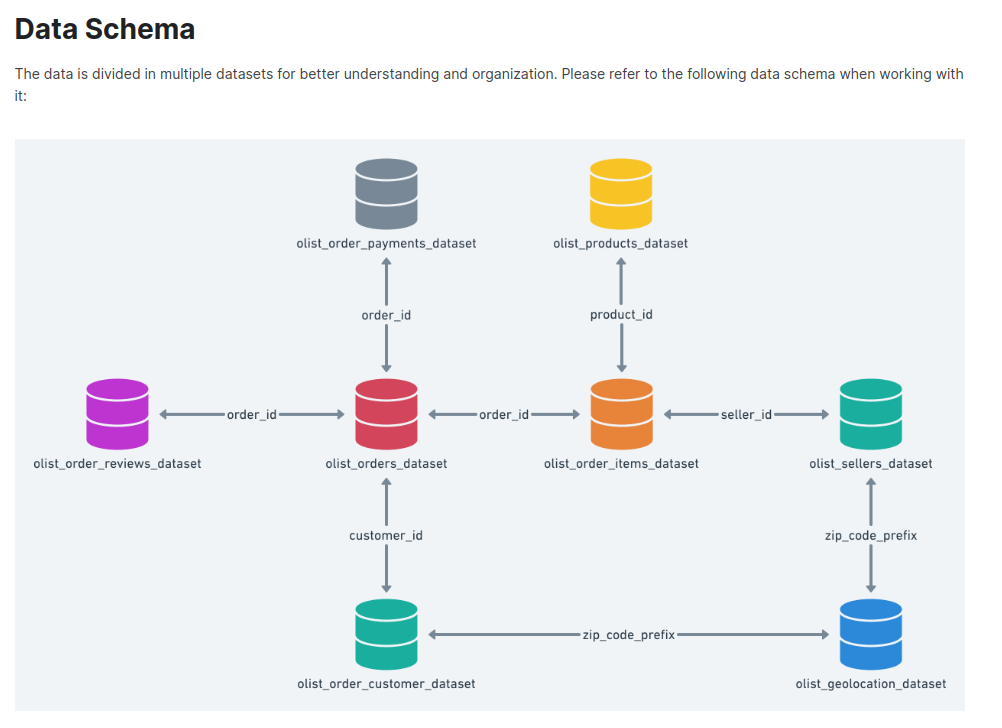 Data Schema
The data is divided in multiple datasets for better understanding and organization. Please refer to the following data schema when working with
it:
olist_order_payments_dataset
olist_products_dataset
order_id
product_id
order_id
order_id
seller_id
olist_order_reviews_dataset
olist_orders_dataset
olist_order_items_dataset
olist_sellers_dataset
customer_id
zip_code_prefix
zip_code_prefix
olist_order_customer_dataset
olist_geolocation_dataset